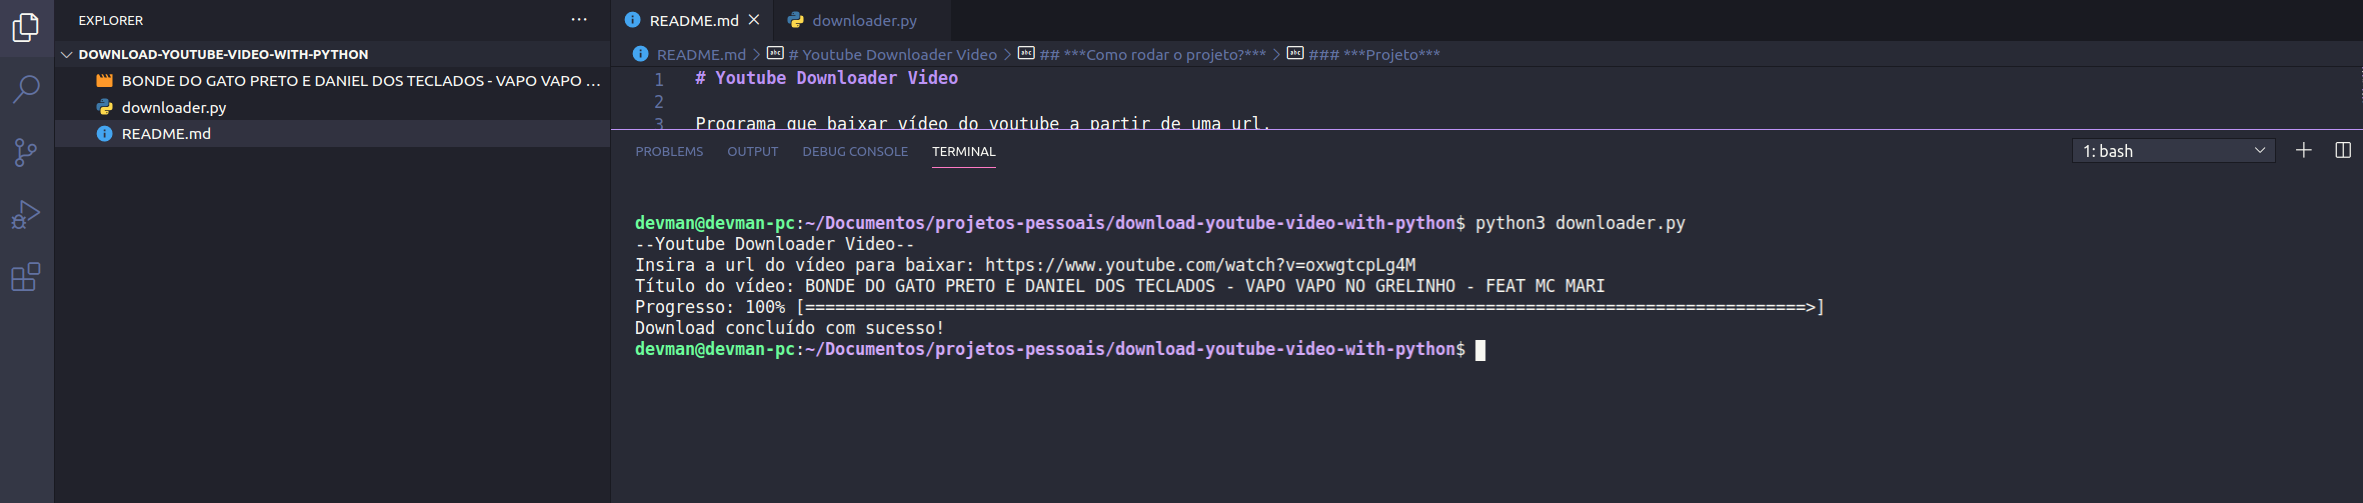 EXPLORER
DOWNLOAD-YOUTUBE-VIDEO-WITH-PYTHON
BONDE DO GATO PRETO E DANIEL DOS TECLADOS - VAPO VAPO ...
downloader.py
README.md
README.md
downloader.py
README.md > # Youtube Downloader Video > ## ***Como rodar o projeto?*** > ### ***Projeto***
1 # Youtube Downloader Video
2
3 Programa que baixar vídeo do youtube a partir de uma url.
PROBLEMS OUTPUT DEBUG CONSOLE TERMINAL
1: bash
devman@devman-pc:~/Documentos/projetos-pessoais/download-youtube-video-with-python$ python3 downloader.py
--Youtube Downloader Video--
Insira a url do vídeo para baixar: https://www.youtube.com/watch?v=oxwgtcpLg4M
Título do vídeo: BONDE DO GATO PRETO E DANIEL DOS TECLADOS - VAPO VAPO NO GRELINHO - FEAT MC MARI
Progresso: 100% [====================================================================================================>]
Download concluído com sucesso!
devman@devman-pc:~/Documentos/projetos-pessoais/download-youtube-video-with-python$